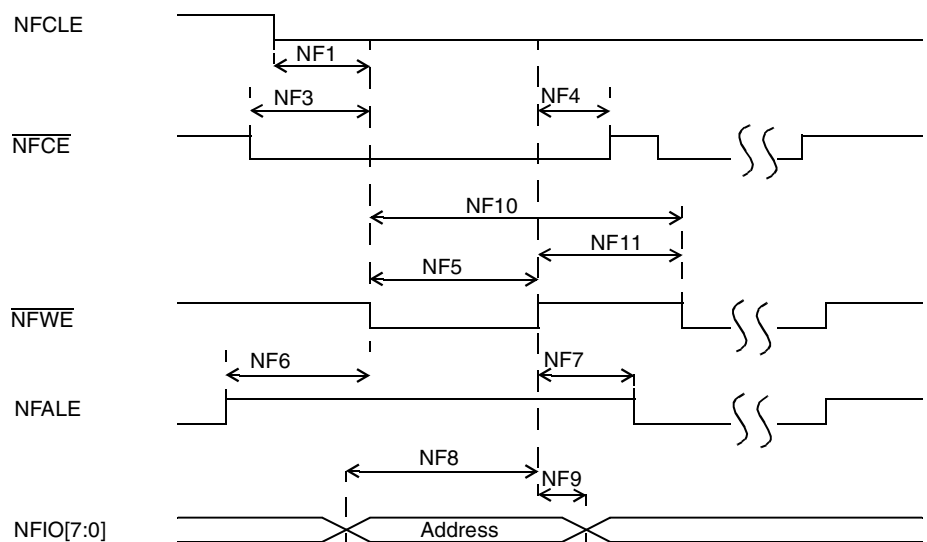 NFCLE
NF1
NF3
NF4
NFCE
NF10
NF11
NF5
NFWE
NF6
NF7
NFALE
NF8
NF9
NFIO[7:0]
Address